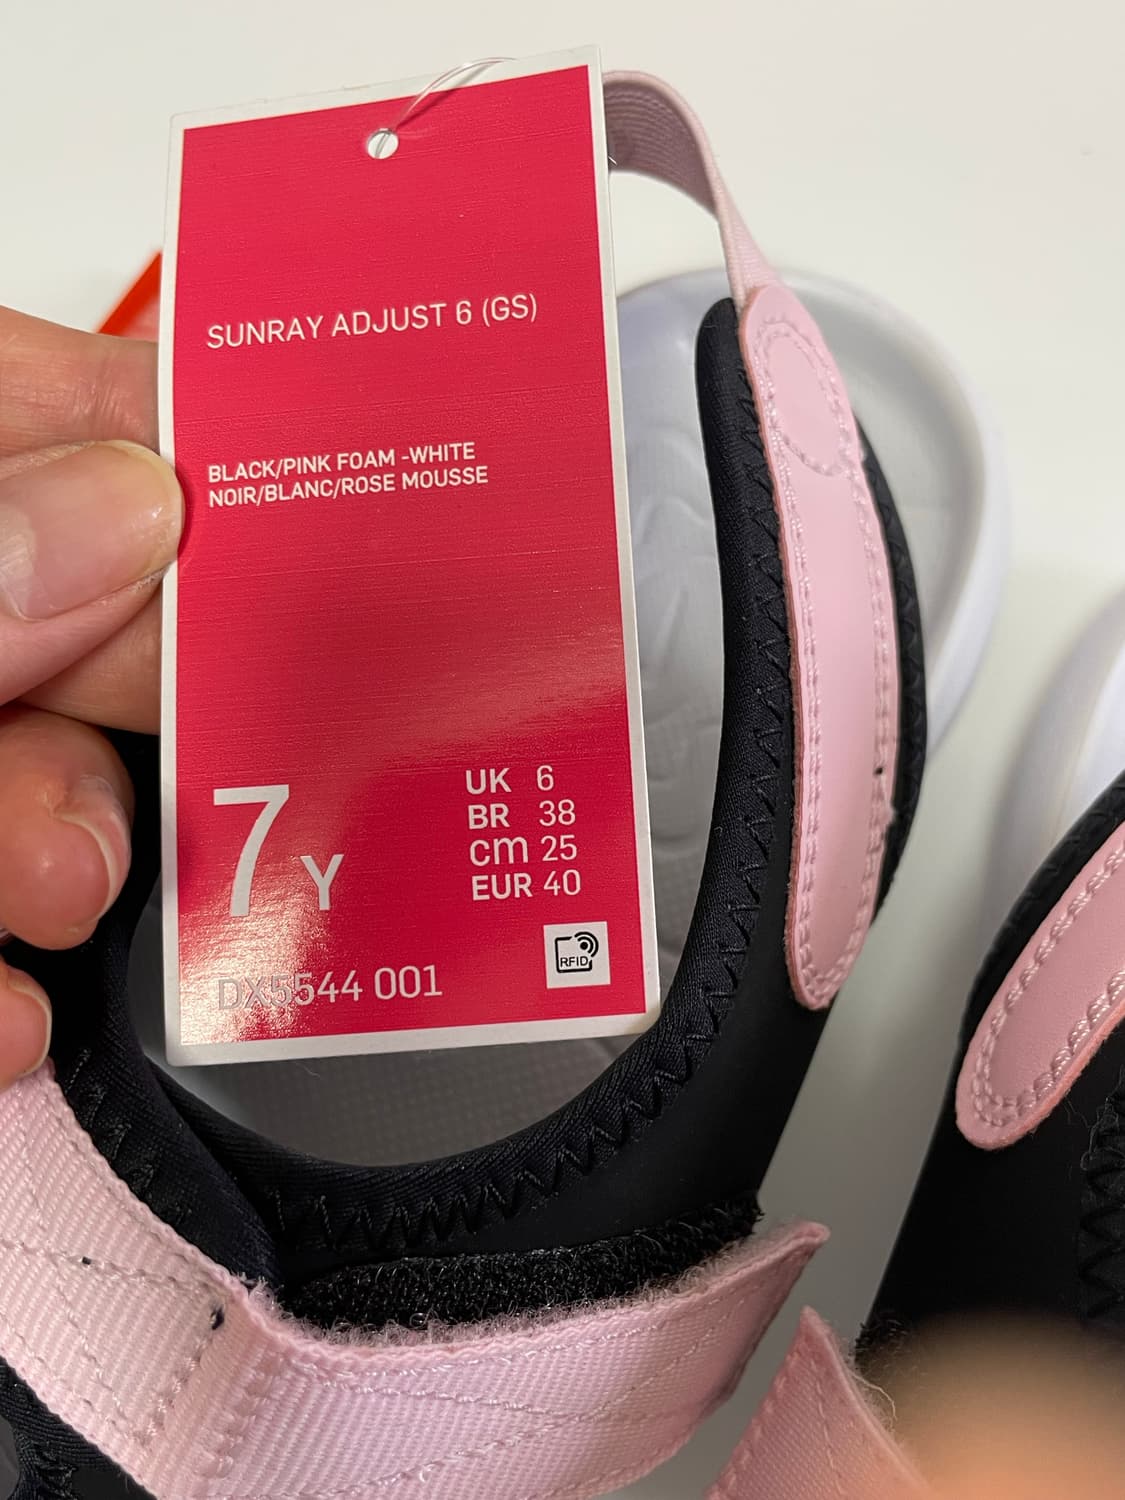 SUNRAY ADJUST 6 (GS)
BLACK/PINK FOAM -WHITE
NOIR/BLANC/ROSE MOUSSE
7Y
UK 6
BR 38
cm 25
EUR 40
DX5544 001
RFID